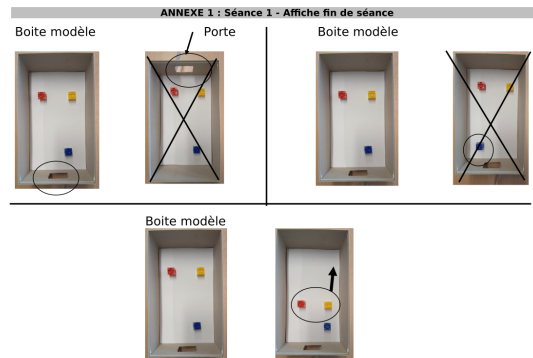 ANNEXE 1 : Séance 1 - Affiche fin de séance
Boite modèle
Porte
Boite modèle
Boite modèle